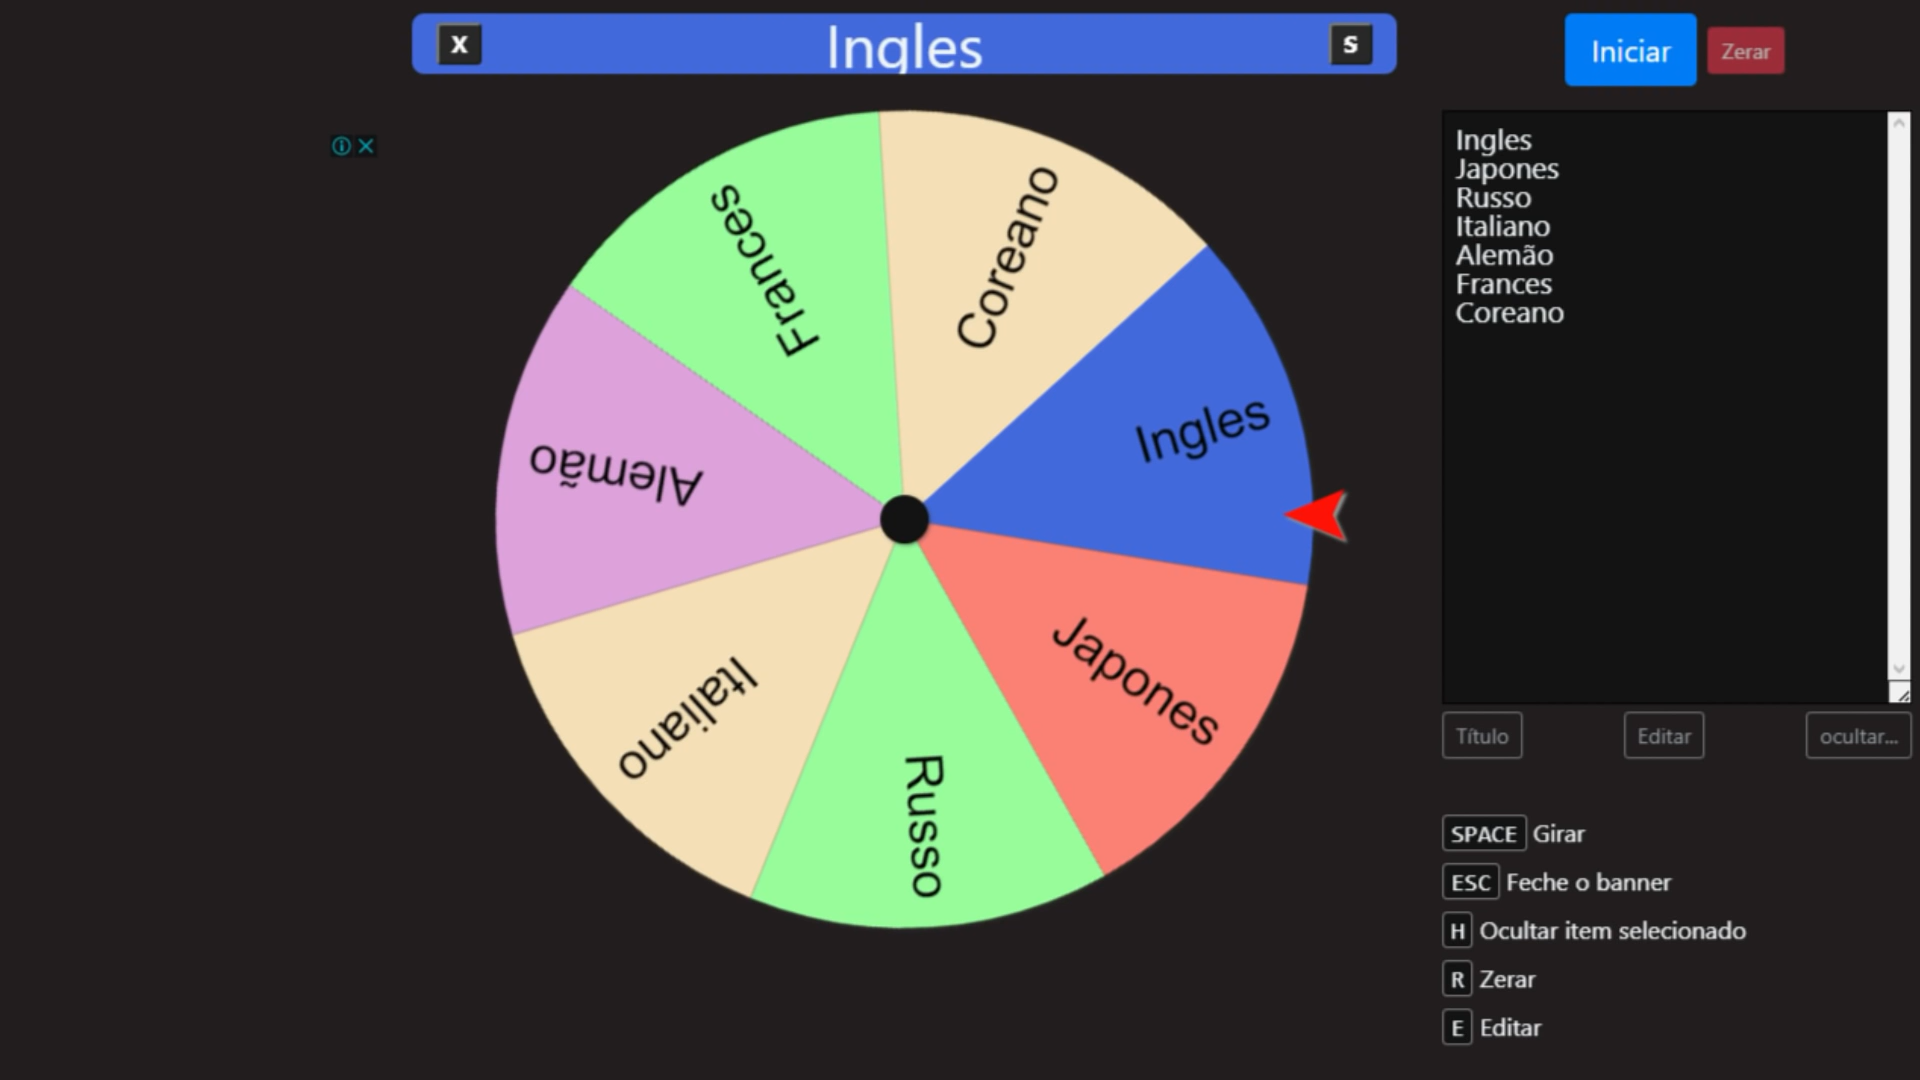 X
Ingles
S
Iniciar
Zerar
Frances
Coreano
Ingles
Alemão
Japones
Italiano
Russo
Ingles
Japones
Russo
Italiano
Alemão
Frances
Coreano
Título
Editar
ocultar...
SPACE Girar
ESC Feche o banner
H Ocultar item selecionado
R Zerar
E Editar